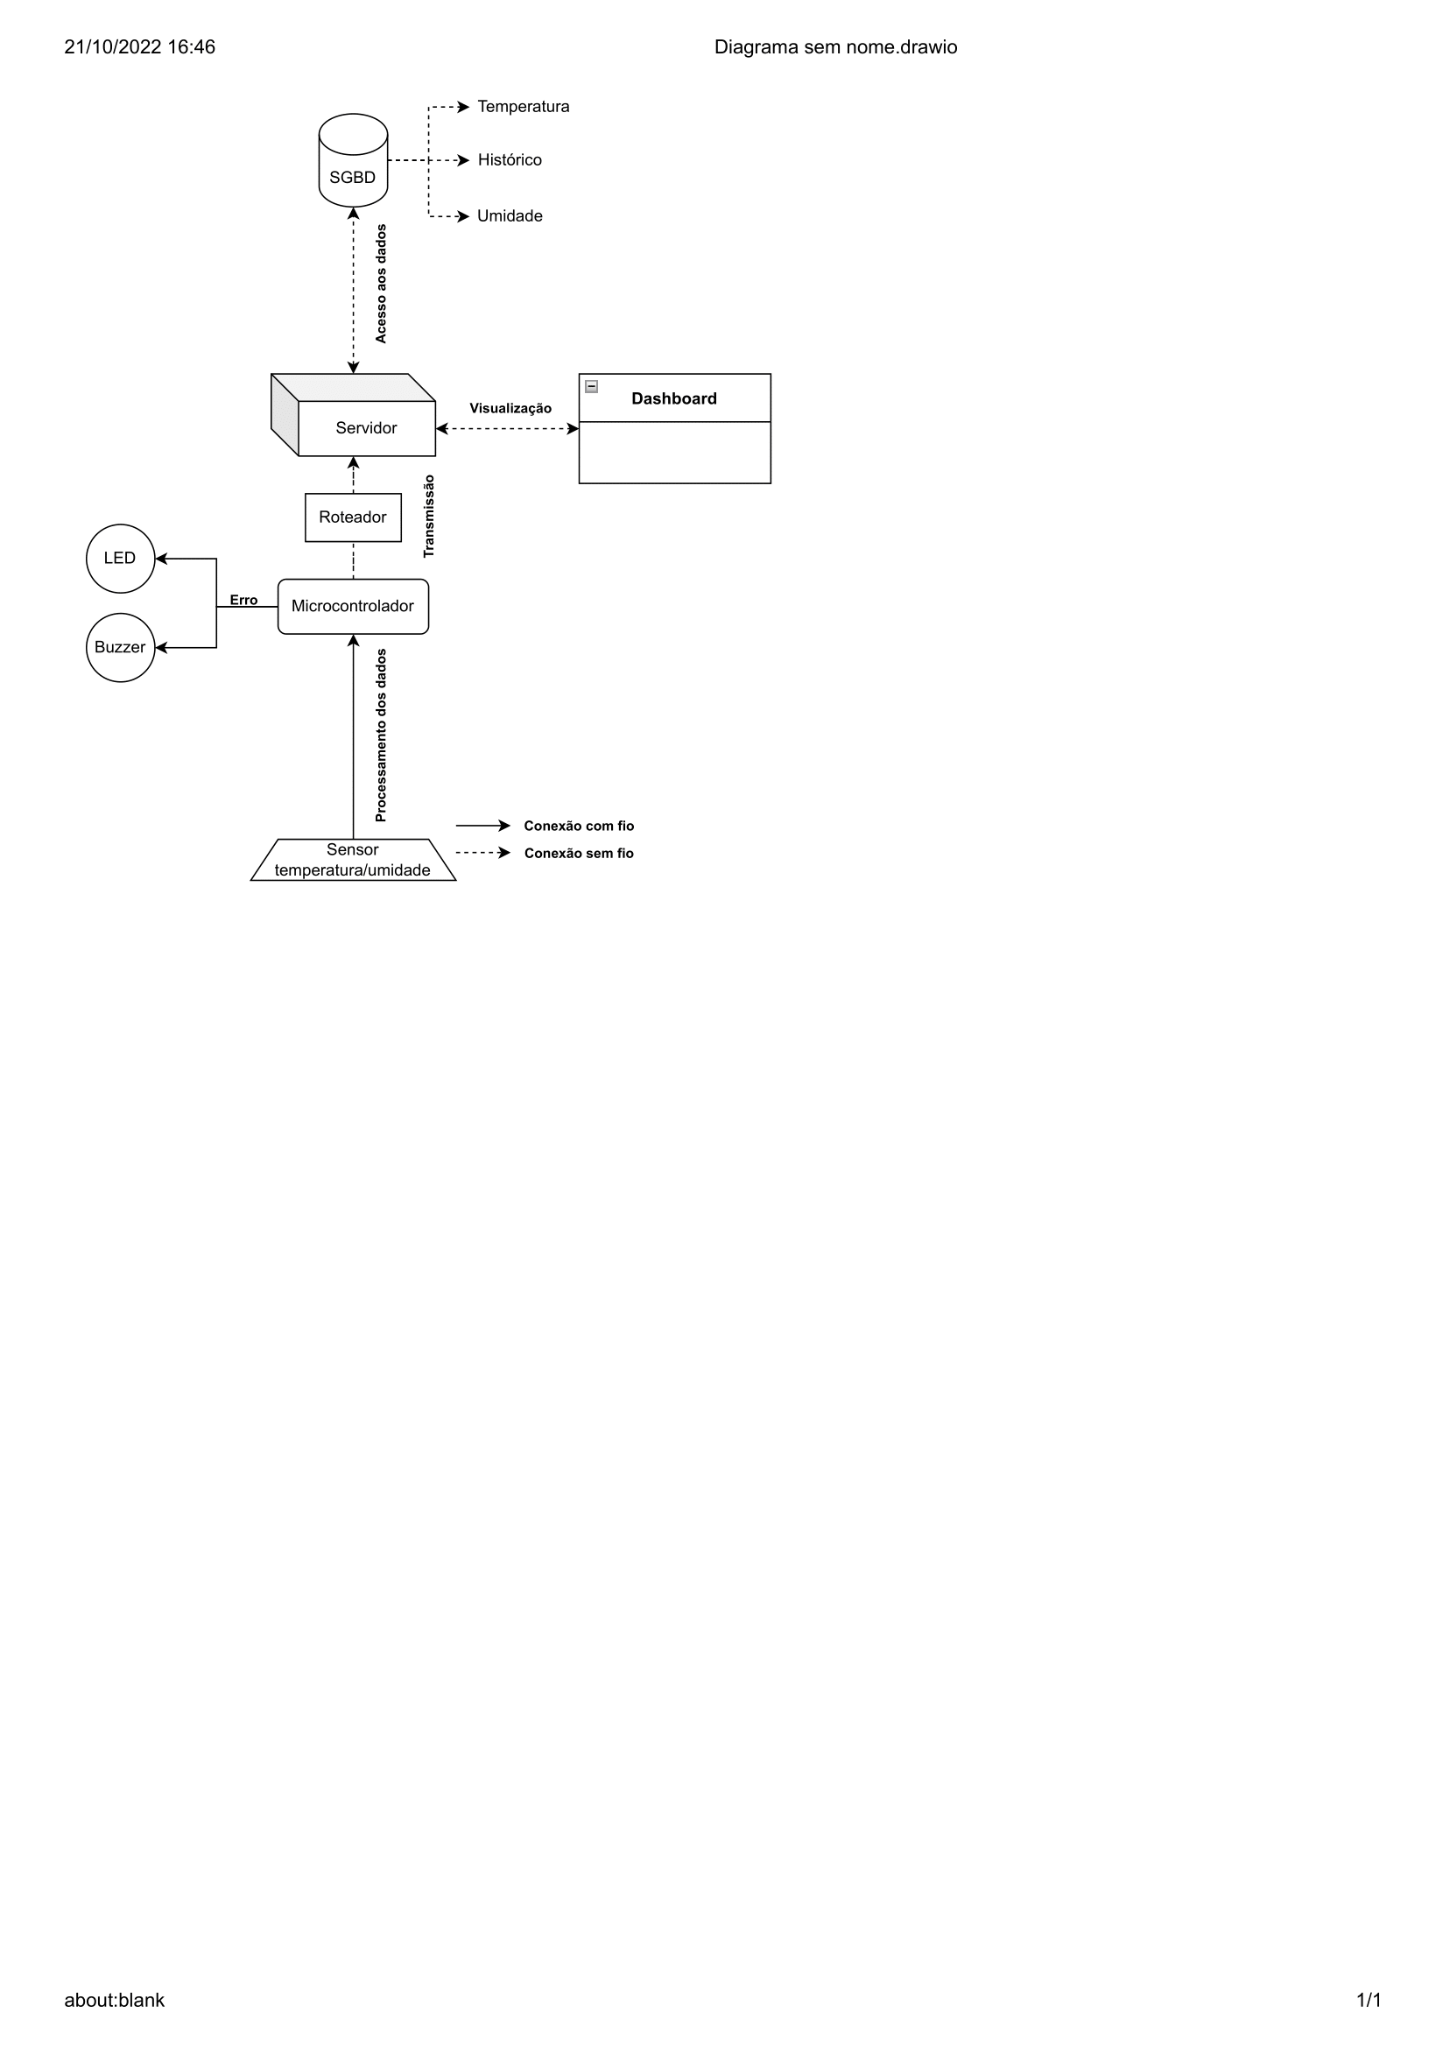 21/10/2022 16:46
Diagrama sem nome.drawio
Temperatura
Histórico
SGBD
Umidade
Acesso aos dados
Dashboard
Visualização
Servidor
Transmissão
Roteador
LED
Erro
Microcontrolador
Buzzer
Processamento dos dados
Conexão com fio
Sensor
temperatura/umidade
Conexão sem fio
about:blank
1/1